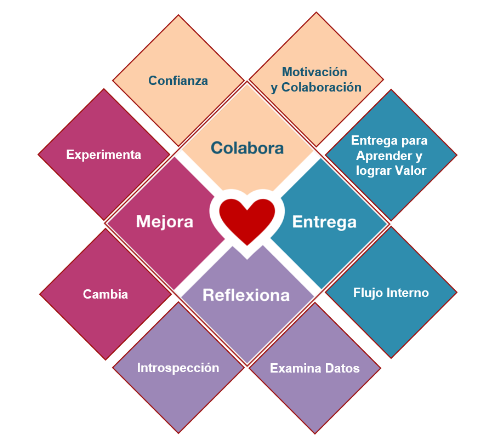 Confianza
Motivación
y Colaboración
Colabora
Experimenta
Entrega para
Aprender y
lograr Valor
Mejora
Entrega
Cambia
Reflexiona
Flujo Interno
Introspección
Examina Datos